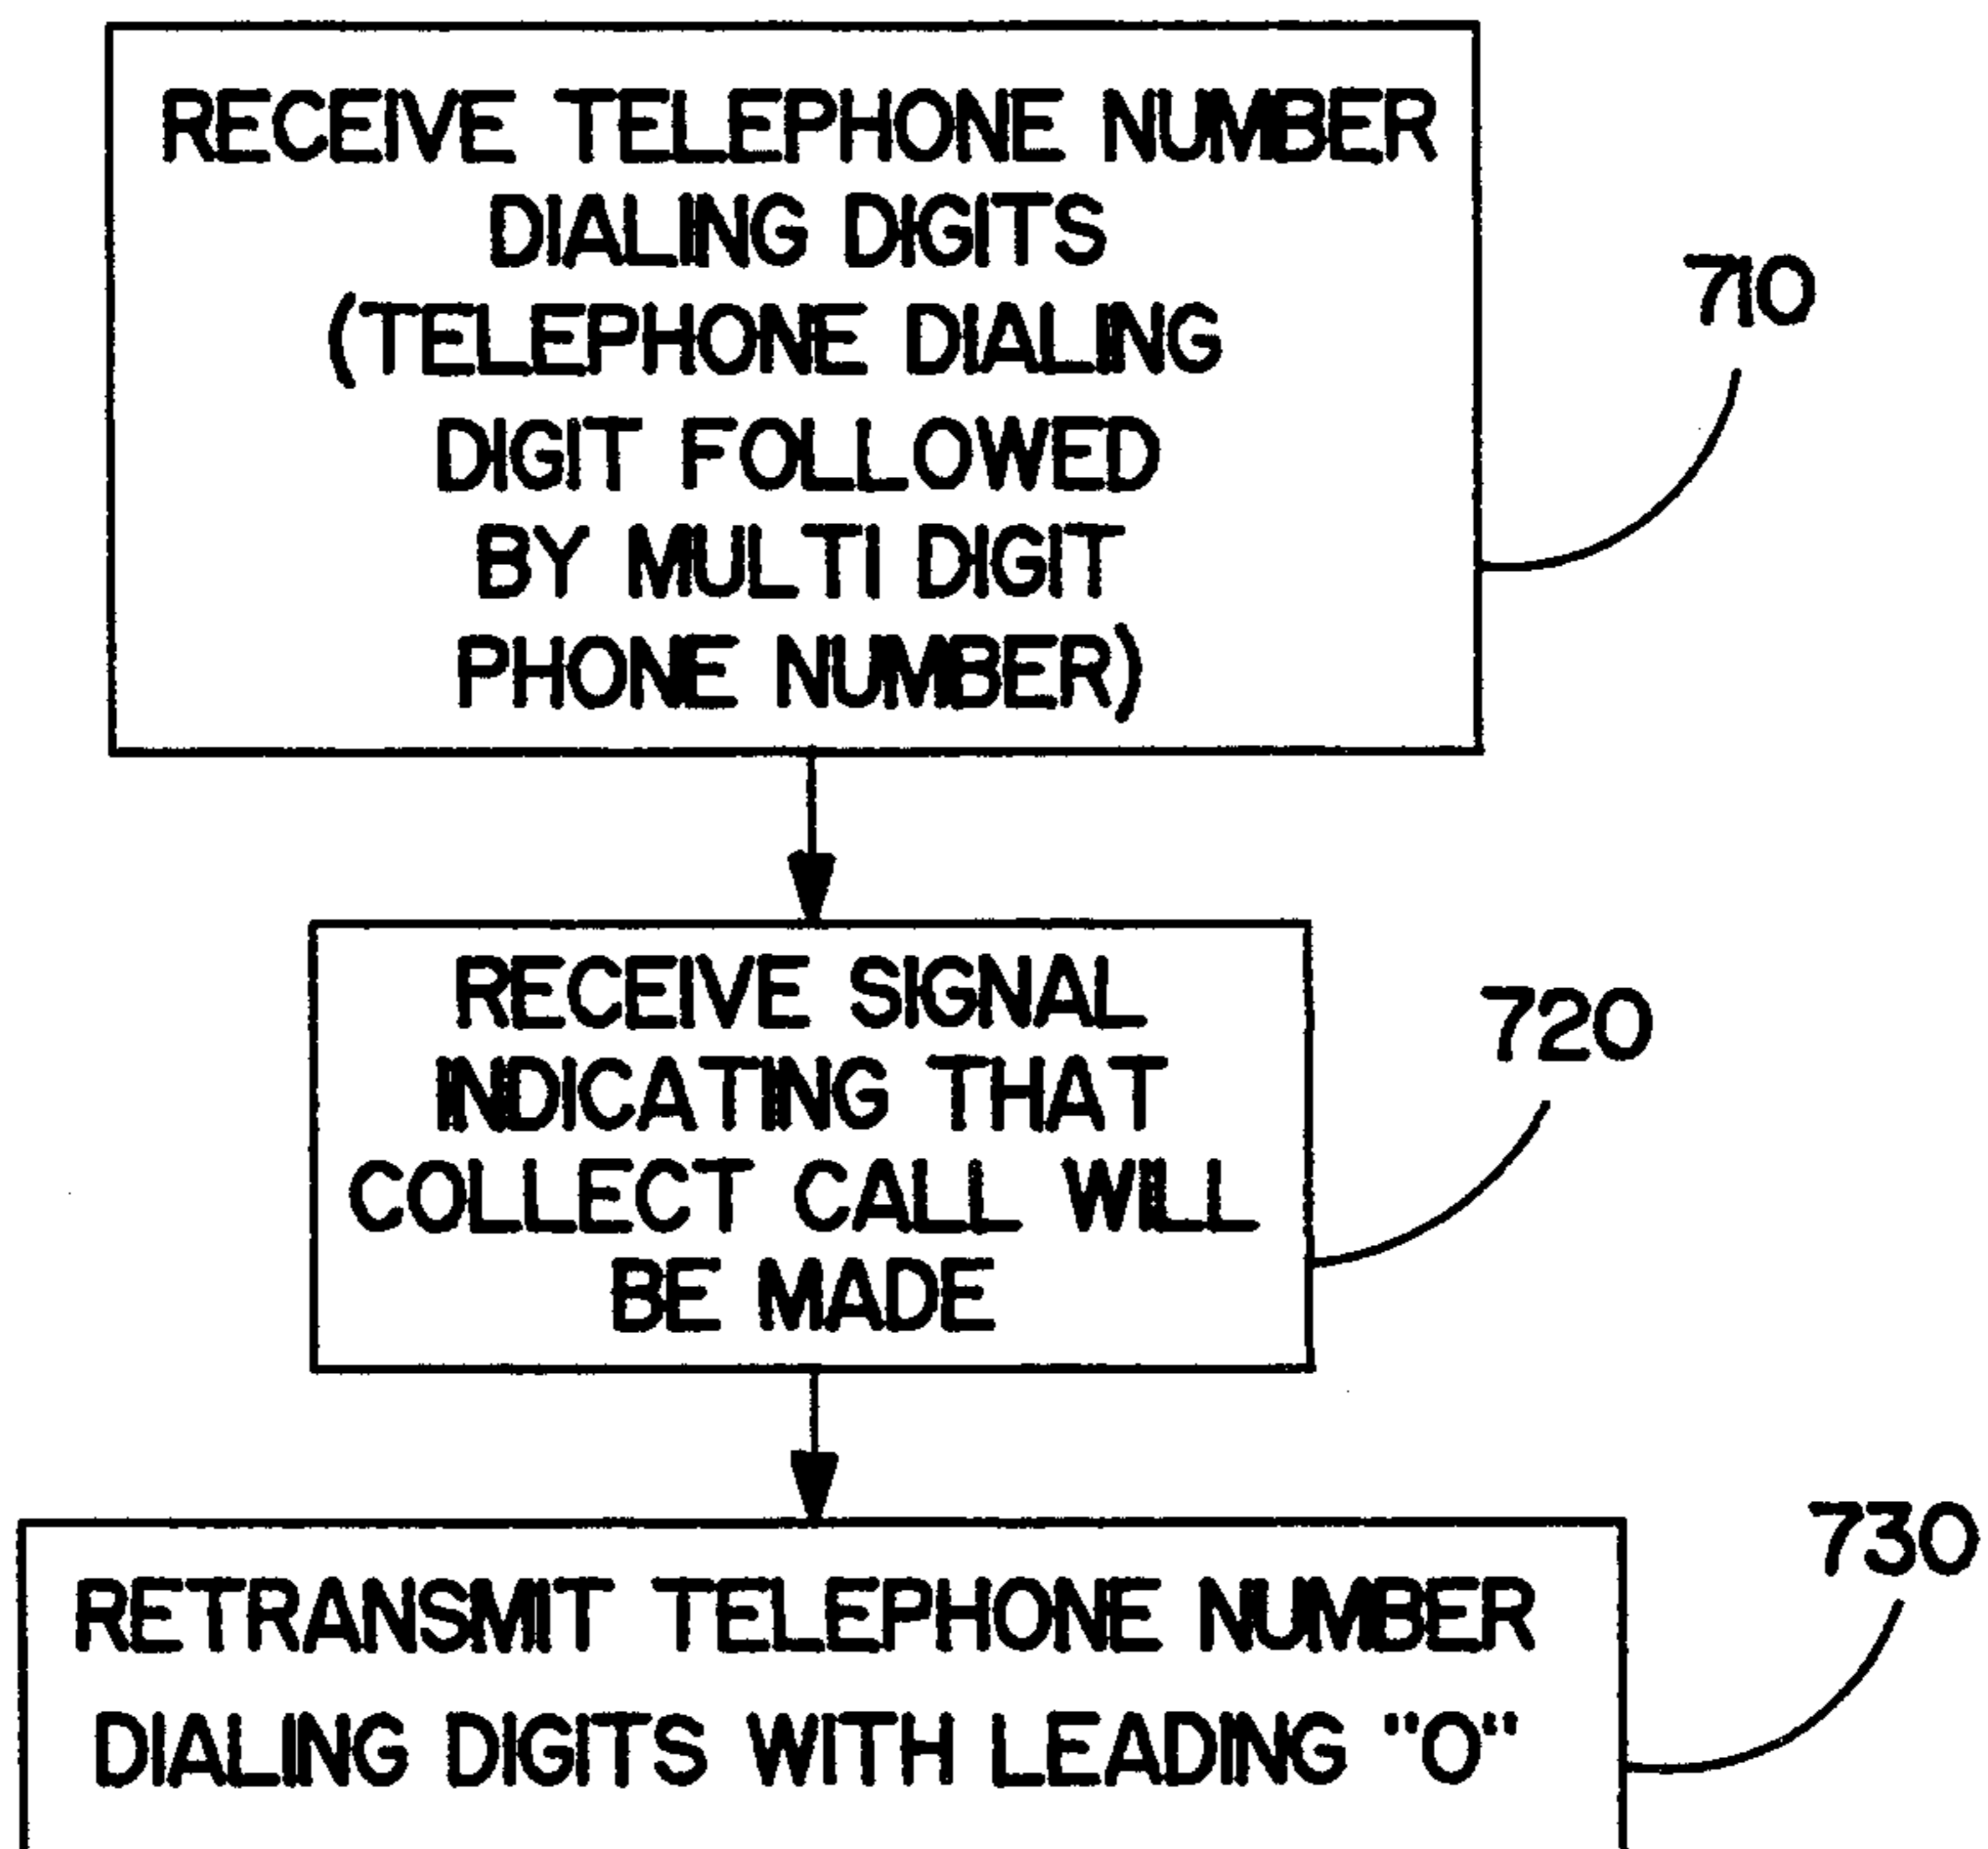 RECEIVE TELEPHONE NUMBER
DIALING DIGITS
(TELEPHONE DIALING
DIGIT FOLLOWED
BY MULTI DIGIT
PHONE NUMBER)
710
RECEIVE SIGNAL
INDICATING THAT
COLLECT CALL WILL
BE MADE
720
RETRANSMIT TELEPHONE NUMBER
DIALING DIGITS WITH LEADING "0"
730